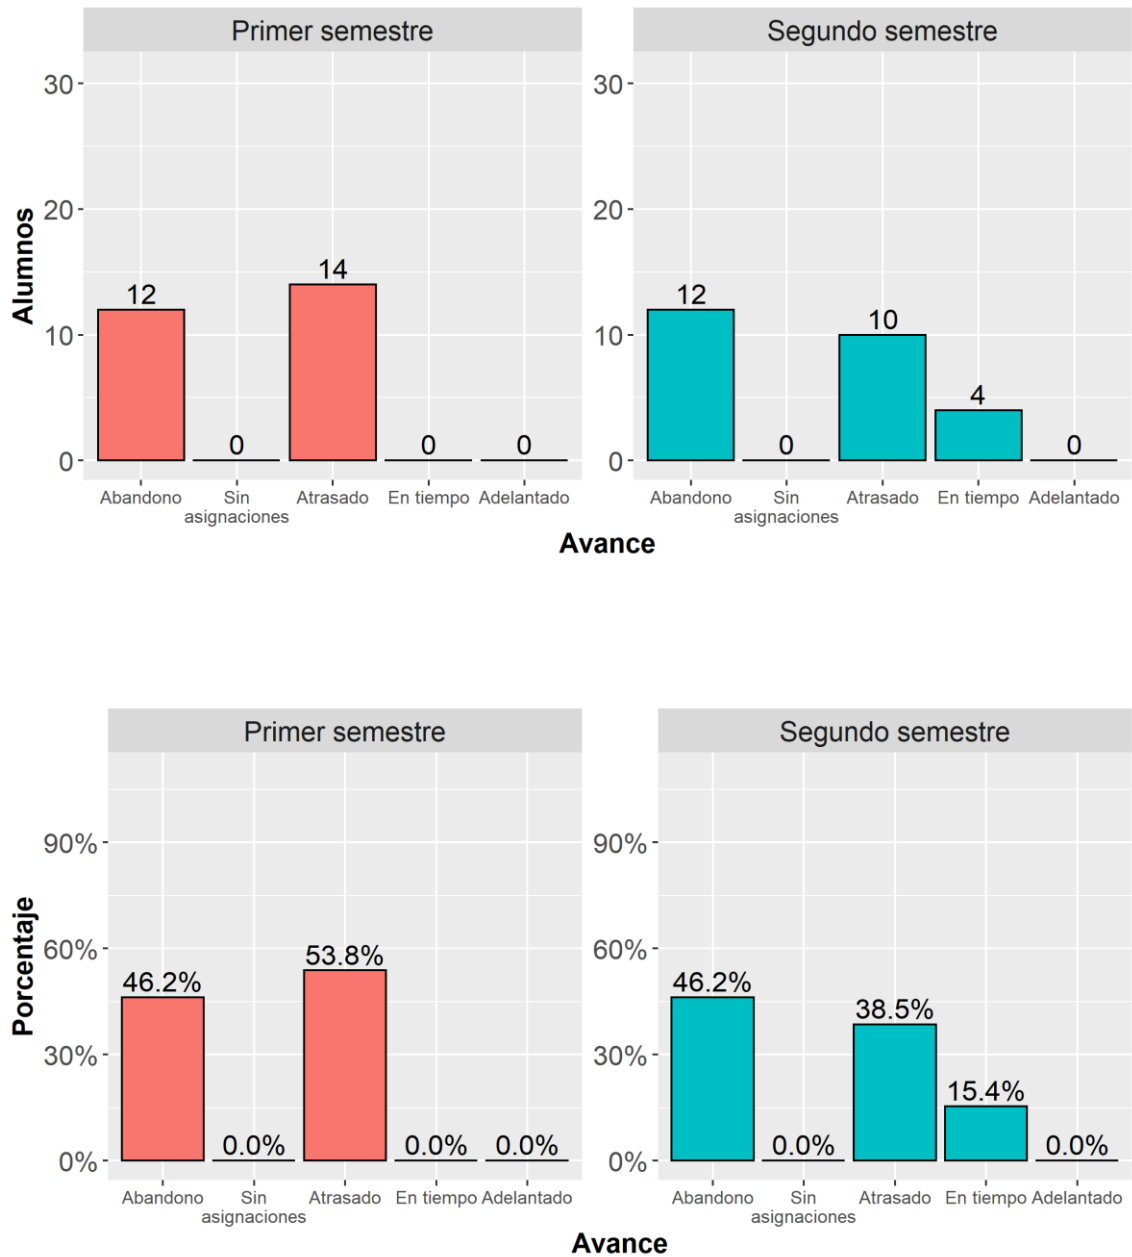 Primer semestre
Segundo semestre
Alumnos
30
20
10
0
12
0
14
0
0
30
20
10
0
12
0
10
4
0
Abandono
Sin
asignaciones
Atrasado
En tiempo
Adelantado
Abandono
Sin
asignaciones
Atrasado
En tiempo
Adelantado
Avance
Primer semestre
Segundo semestre
Porcentaje
90%
60%
30%
0%
46.2%
0.0%
53.8%
0.0%
0.0%
90%
60%
30%
0%
46.2%
0.0%
38.5%
15.4%
0.0%
Abandono
Sin
asignaciones
Atrasado
En tiempo
Adelantado
Abandono
Sin
asignaciones
Atrasado
En tiempo
Adelantado
Avance